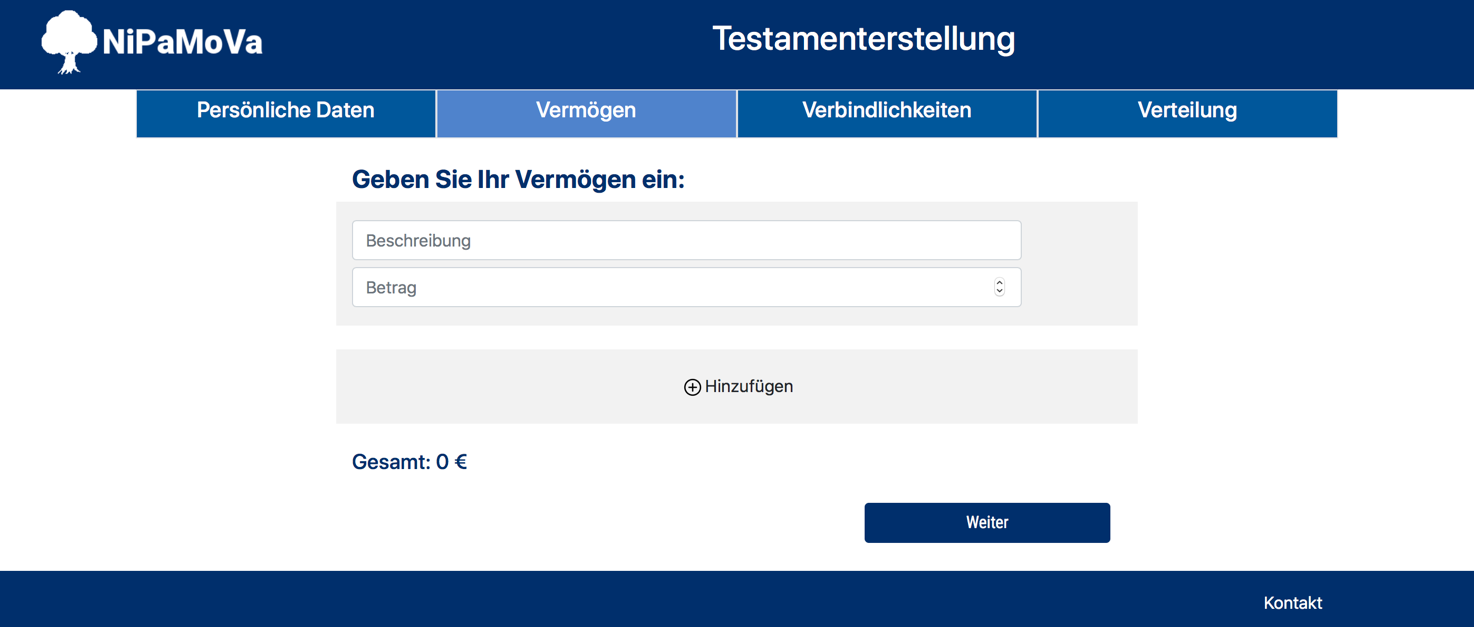 NiPaMoVa
Testamenterstellung
Persönliche Daten
Vermögen
Verbindlichkeiten
Verteilung
Geben Sie Ihr Vermögen ein:
Beschreibung
Betrag
Hinzufügen
Gesamt: 0 €
Weiter
Kontakt